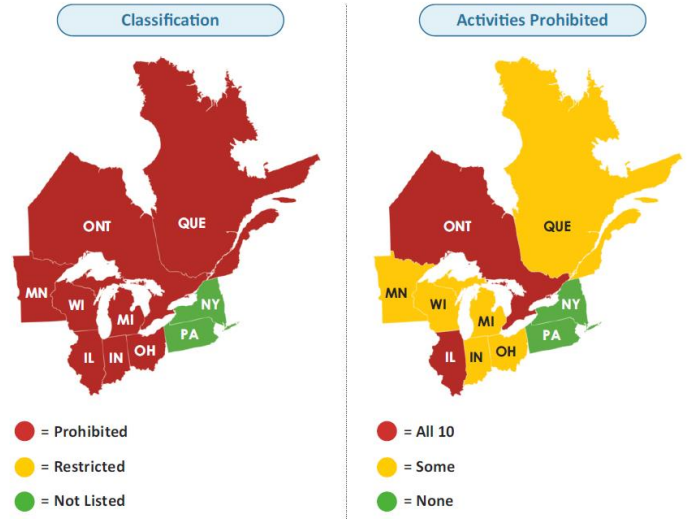 Classification
ONT
QUE
MN
WI
MI
NY
PA
IL
IN
OH
= Prohibited
= Restricted
= Not Listed
Activities Prohibited
ONT
QUE
MN
WI
MI
NY
PA
IL
IN
OH
= All 10
= Some
= None